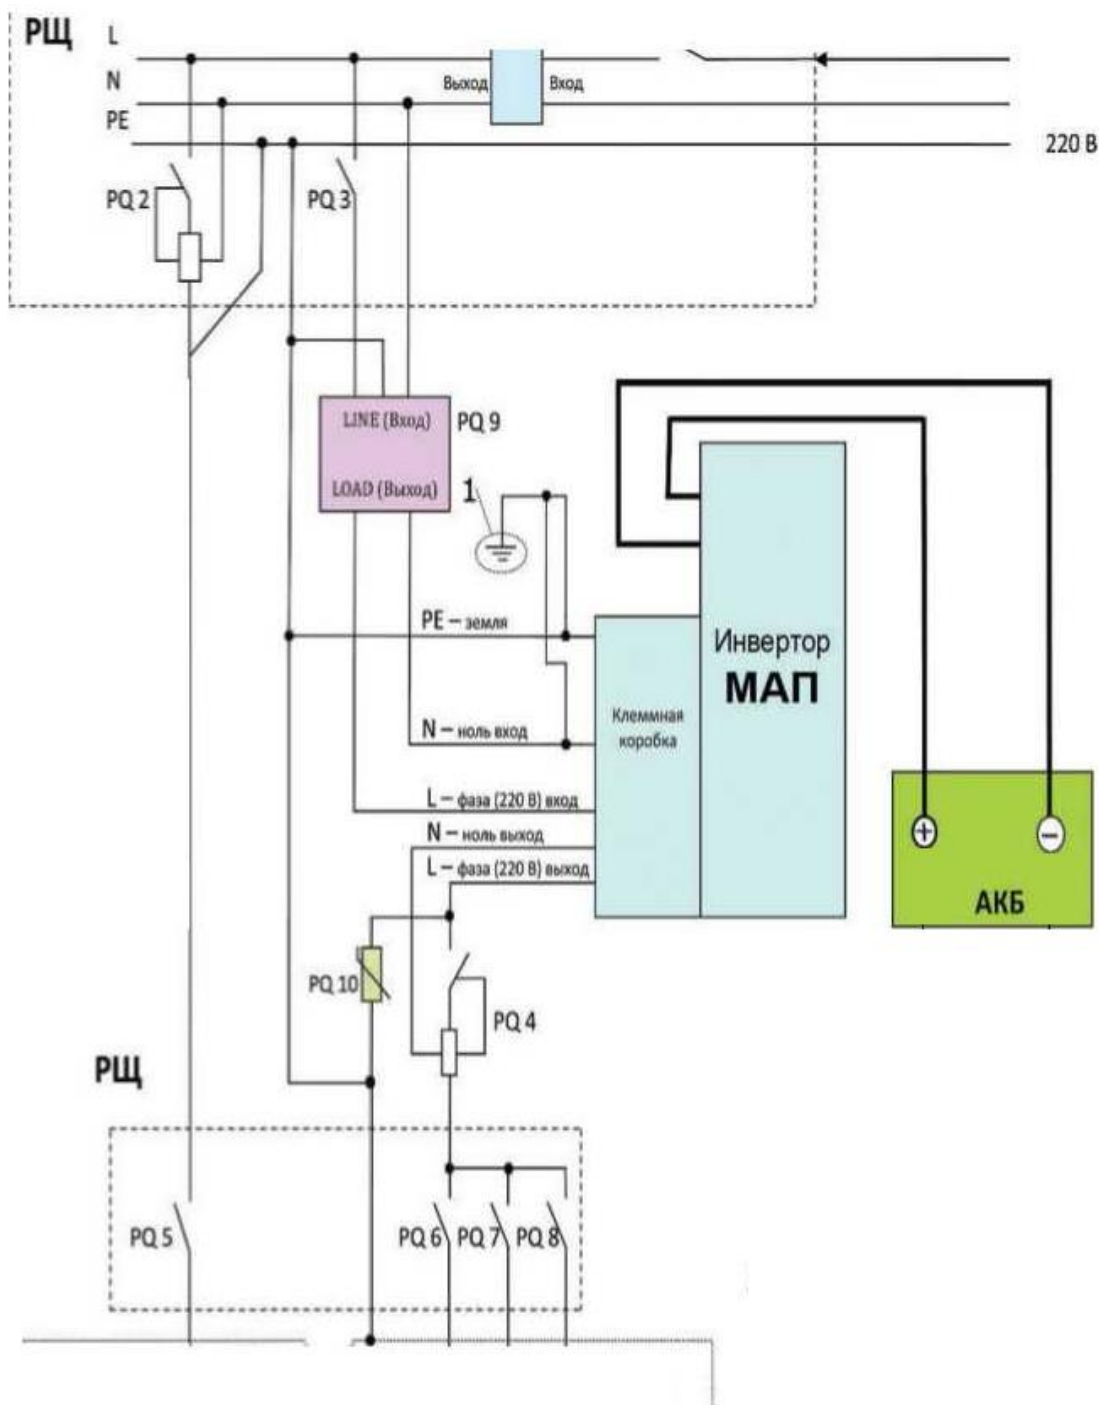 РЩ
L
N
Выход
Вход
PE
220 В
PQ 2
PQ 3
LINE (Вход)
PQ 9
LOAD (Выход)
1
PE – земля
Инвертор
МАП
Клеммная
коробка
N – ноль вход
L – фаза (220 В) вход
N – ноль выход
L – фаза (220 В) выход
+
–
АКБ
PQ 10
PQ 4
РЩ
PQ 5
PQ 6
PQ 7
PQ 8